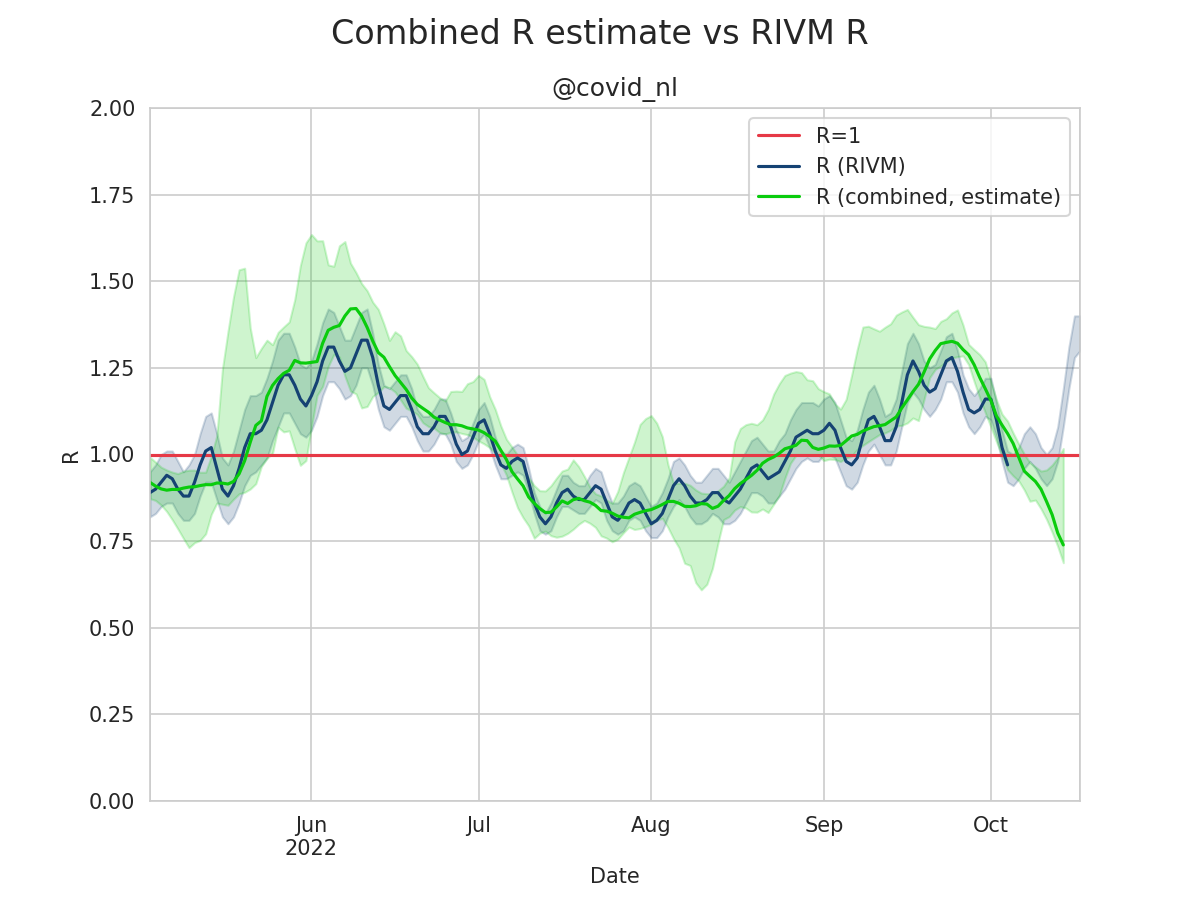 Combined R estimate vs RIVM R
@covid_nl
2.00
1.75
1.50
1.25
1.00
0.75
0.50
0.25
0.00
R
R=1
R (RIVM)
R (combined, estimate)
Jun Jul Aug Sep Oct
2022
Date